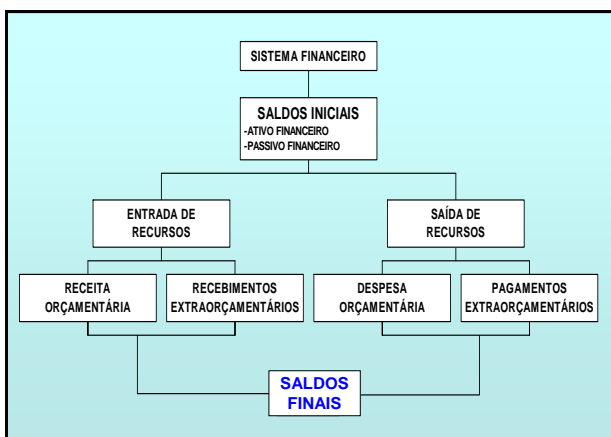 SISTEMA FINANCEIRO
SALDOS INICIAIS
-ATIVO FINANCEIRO
-PASSIVO FINANCEIRO
ENTRADA DE
RECURSOS
SAÍDA DE
RECURSOS
RECEITA
ORÇAMENTÁRIA
RECEBIMENTOS
EXTRAORÇAMENTÁRIOS
DESPESA
ORÇAMENTÁRIA
PAGAMENTOS
EXTRAORÇAMENTÁRIOS
SALDOS
FINAIS